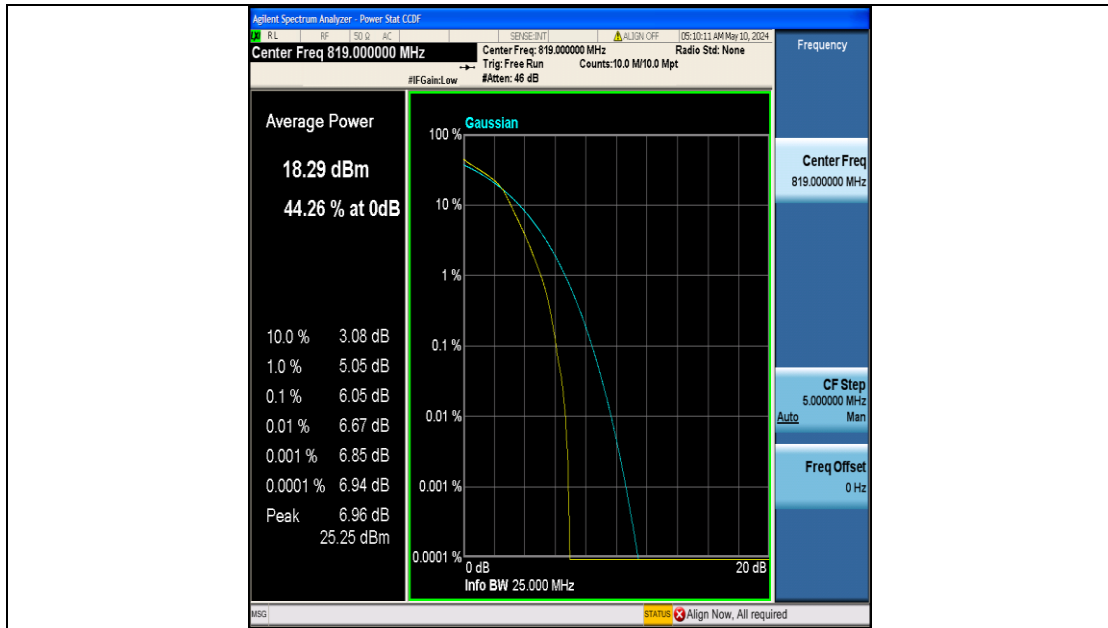 Agilent Spectrum Analyzer - Power Stat CCDF
RL RF 50 Ω AC SENSE:INT ALIGN OFF 05:10:11 AM May 10, 2024
Center Freq 819.000000 MHz
Center Freq: 819.000000 MHz Radio Std: None
Trig: Free Run Counts:10.0 M/10.0 Mpt
#IFGain:Low #Atten: 46 dB
Frequency
Average Power
18.29 dBm
44.26 % at 0dB
10.0 % 3.08 dB
1.0 % 5.05 dB
0.1 % 6.05 dB
0.01 % 6.67 dB
0.001 % 6.85 dB
0.0001 % 6.94 dB
Peak 6.96 dB
25.25 dBm
Gaussian
100 %
10 %
1 %
0.1 %
0.01 %
0.001 %
0.0001 %
0 dB 20 dB
Info BW 25.000 MHz
Center Freq
819.000000 MHz
CF Step
5.000000 MHz
Auto Man
Freq Offset
0 Hz
MSG STATUS Align Now, All required